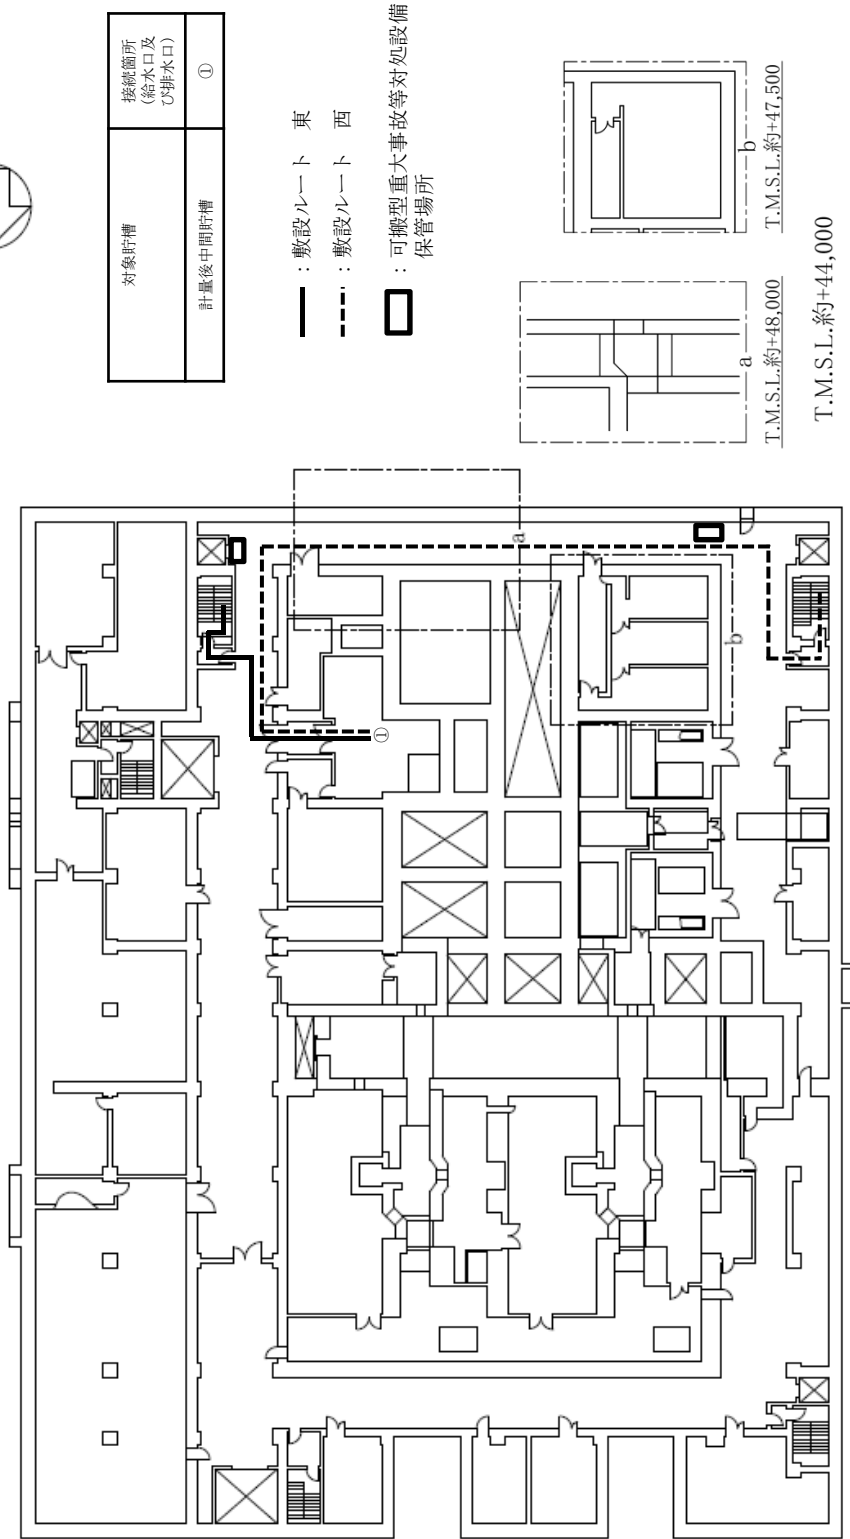 対象貯槽
接続箇所
(給水口及
び排水口)
計量後中間貯槽
①
：敷設ルート　東
：敷設ルート　西
：可搬型重大事故等対処設備
保管場所
a
T.M.S.L.約+48,000
b
T.M.S.L.約+47,500
T.M.S.L.約+44,000
①
a
b